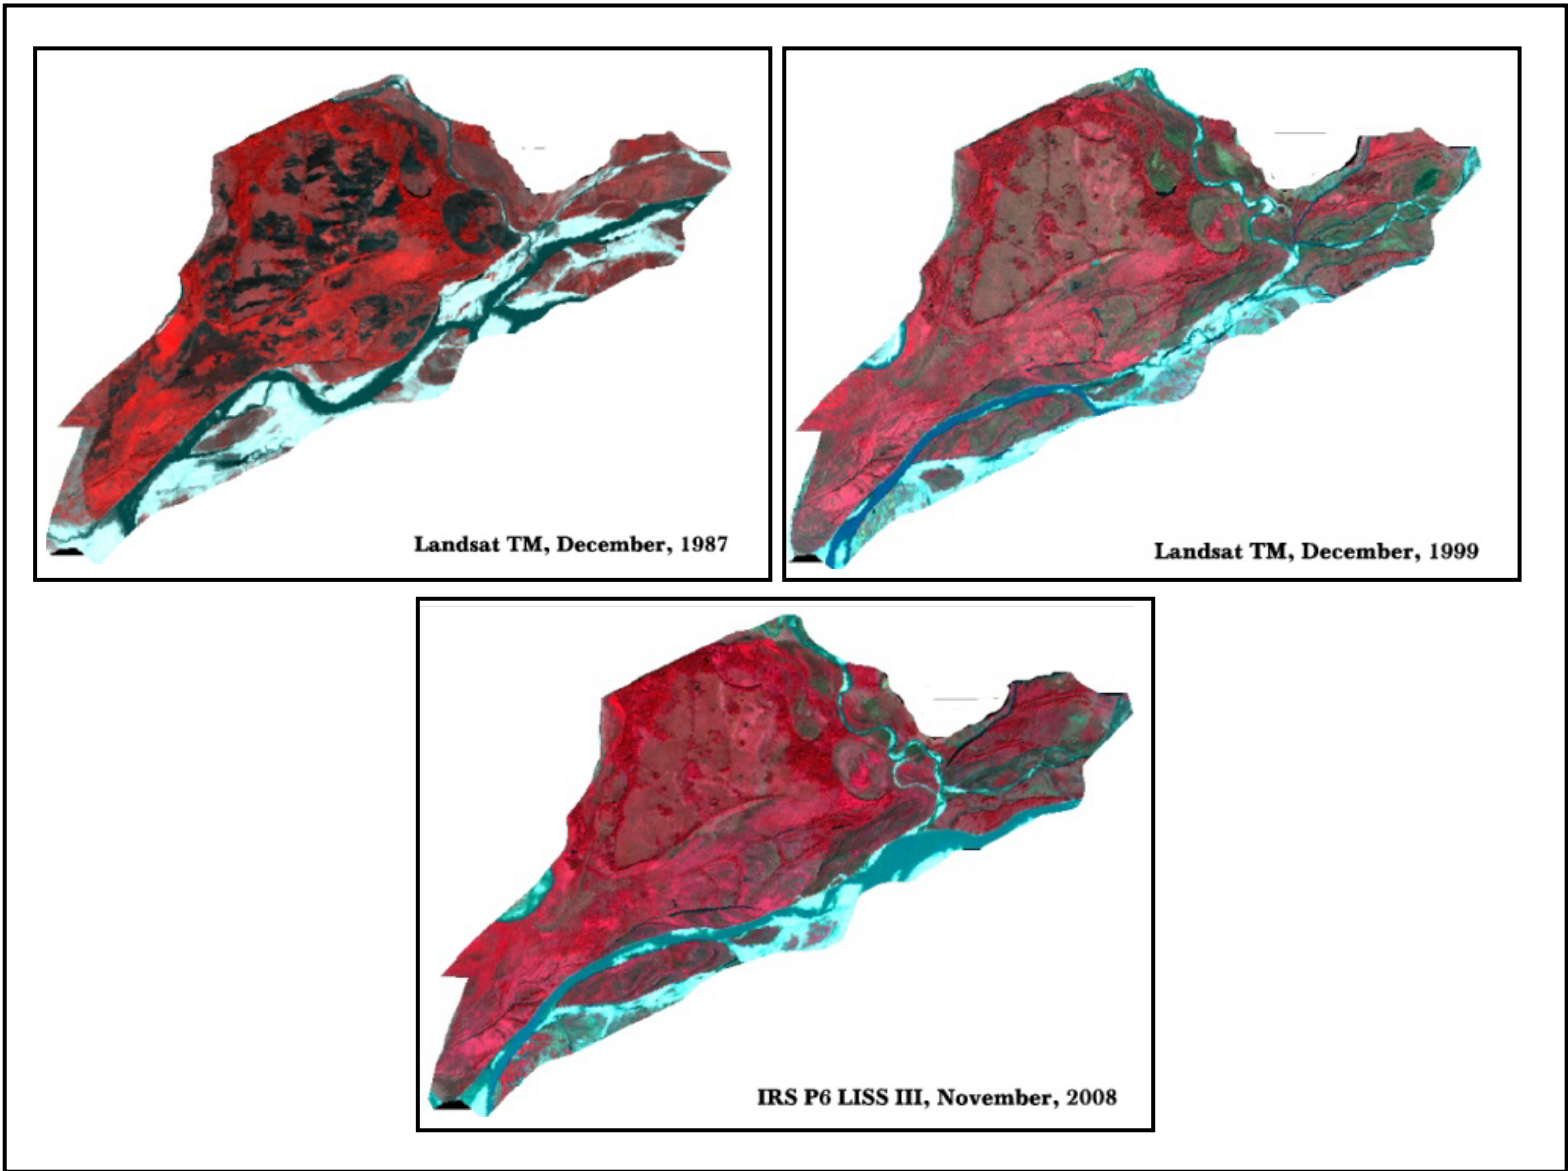 Landsat TM, December, 1987
Landsat TM, December, 1999
IRS P6 LISS III, November, 2008